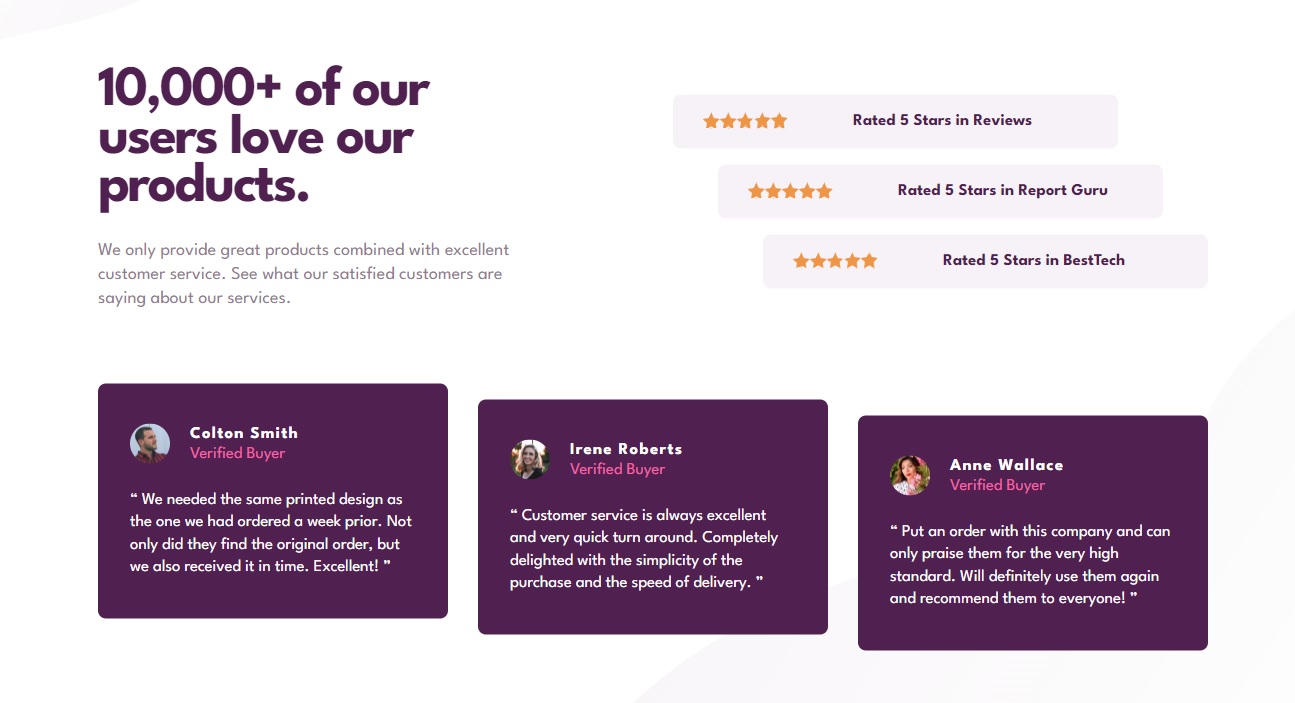 10,000+ of our
users love our
products.
We only provide great products combined with excellent
customer service. See what our satisfied customers are
saying about our services.
Rated 5 Stars in Reviews
Rated 5 Stars in Report Guru
Rated 5 Stars in BestTech
Colton Smith
Verified Buyer
“ We needed the same printed design as
the one we had ordered a week prior. Not
only did they find the original order, but
we also received it in time. Excellent! ”
Irene Roberts
Verified Buyer
“ Customer service is always excellent
and very quick turn around. Completely
delighted with the simplicity of the
purchase and the speed of delivery. ”
Anne Wallace
Verified Buyer
“ Put an order with this company and can
only praise them for the very high
standard. Will definitely use them again
and recommend them to everyone! ”